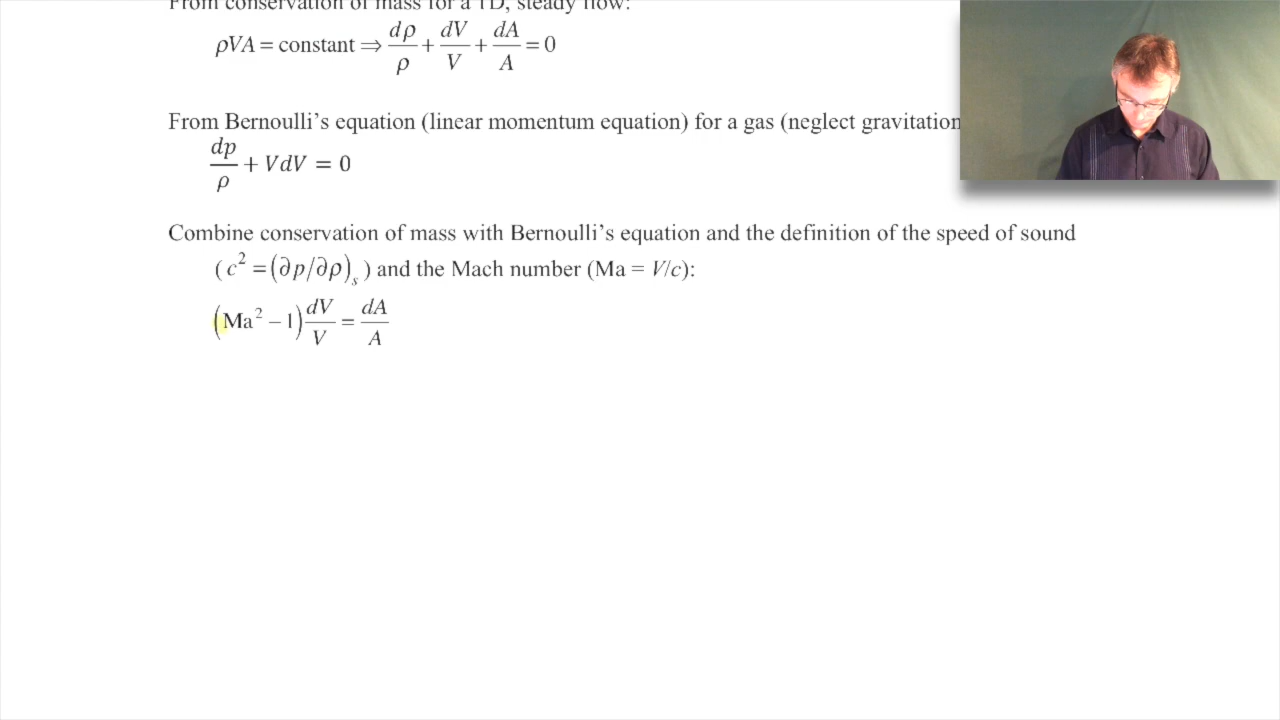 From conservation of mass for a 1D, steady flow:
ρVA = constant ⇒ dρ/ρ + dV/V + dA/A = 0
From Bernoulli's equation (linear momentum equation) for a gas (neglect gravitation
dp/ρ + VdV = 0
Combine conservation of mass with Bernoulli's equation and the definition of the speed of sound
(c² = (∂p/∂ρ)ₛ) and the Mach number (Ma = V/c):
(Ma² − 1) dV/V = dA/A